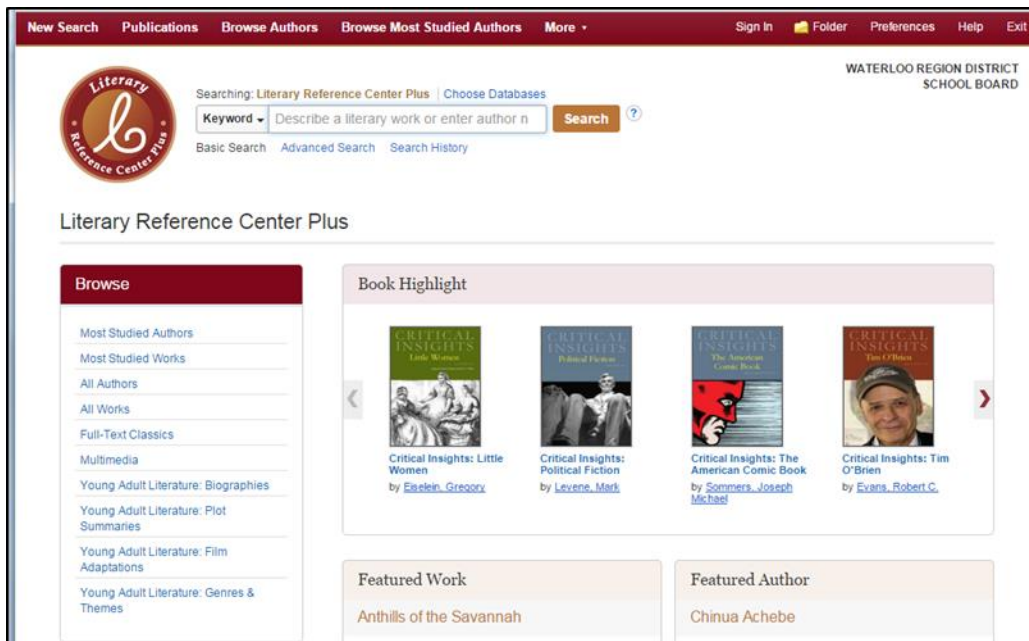 New Search Publications Browse Authors Browse Most Studied Authors More Sign In Folder Preferences Help Exit
WATERLOO REGION DISTRICT
SCHOOL BOARD
Literary
Reference Center Plus
Searching: Literary Reference Center Plus | Choose Databases
Keyword Describe a literary work or enter author n Search ?
Basic Search Advanced Search Search History
Literary Reference Center Plus
Browse
Most Studied Authors
Most Studied Works
All Authors
All Works
Full-Text Classics
Multimedia
Young Adult Literature: Biographies
Young Adult Literature: Plot
Summaries
Young Adult Literature: Film
Adaptations
Young Adult Literature: Genres &
Themes
Book Highlight
CRITICAL
INSIGHTS
Little Women
Critical Insights: Little
Women
by Eiselein, Gregory
CRITICAL
INSIGHTS
Political Fiction
Critical Insights:
Political Fiction
by Levene, Mark
CRITICAL
INSIGHTS
The American
Comic Book
Critical Insights: The
American Comic Book
by Sommers, Joseph
Michael
CRITICAL
INSIGHTS
Tim O'Brien
Critical Insights: Tim
O'Brien
by Evans, Robert C.
Featured Work
Anthills of the Savannah
Featured Author
Chinua Achebe